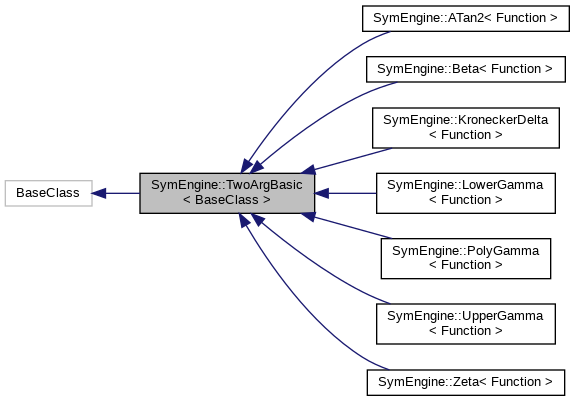 BaseClass
SymEngine::TwoArgBasic
< BaseClass >
SymEngine::ATan2< Function >
SymEngine::Beta< Function >
SymEngine::KroneckerDelta
< Function >
SymEngine::LowerGamma
< Function >
SymEngine::PolyGamma
< Function >
SymEngine::UpperGamma
< Function >
SymEngine::Zeta< Function >